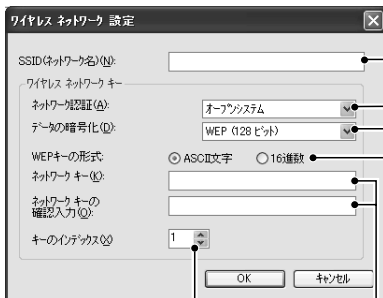 ワイヤレス ネットワーク 設定
SSID(ネットワーク名)(N):
ワイヤレス ネットワーク キー
ネットワーク認証(A): オープンシステム
データの暗号化(D): WEP (128 ビット)
WEPキーの形式: ASCII文字 16進数
ネットワーク キー(K):
ネットワーク キーの
確認入力(O):
キーのインデックス(X) 1
OK キャンセル